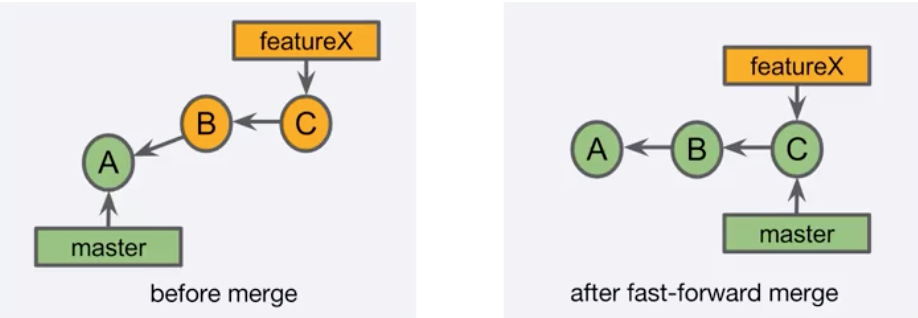 featureX
B
C
A
master
before merge
featureX
A
B
C
master
after fast-forward merge